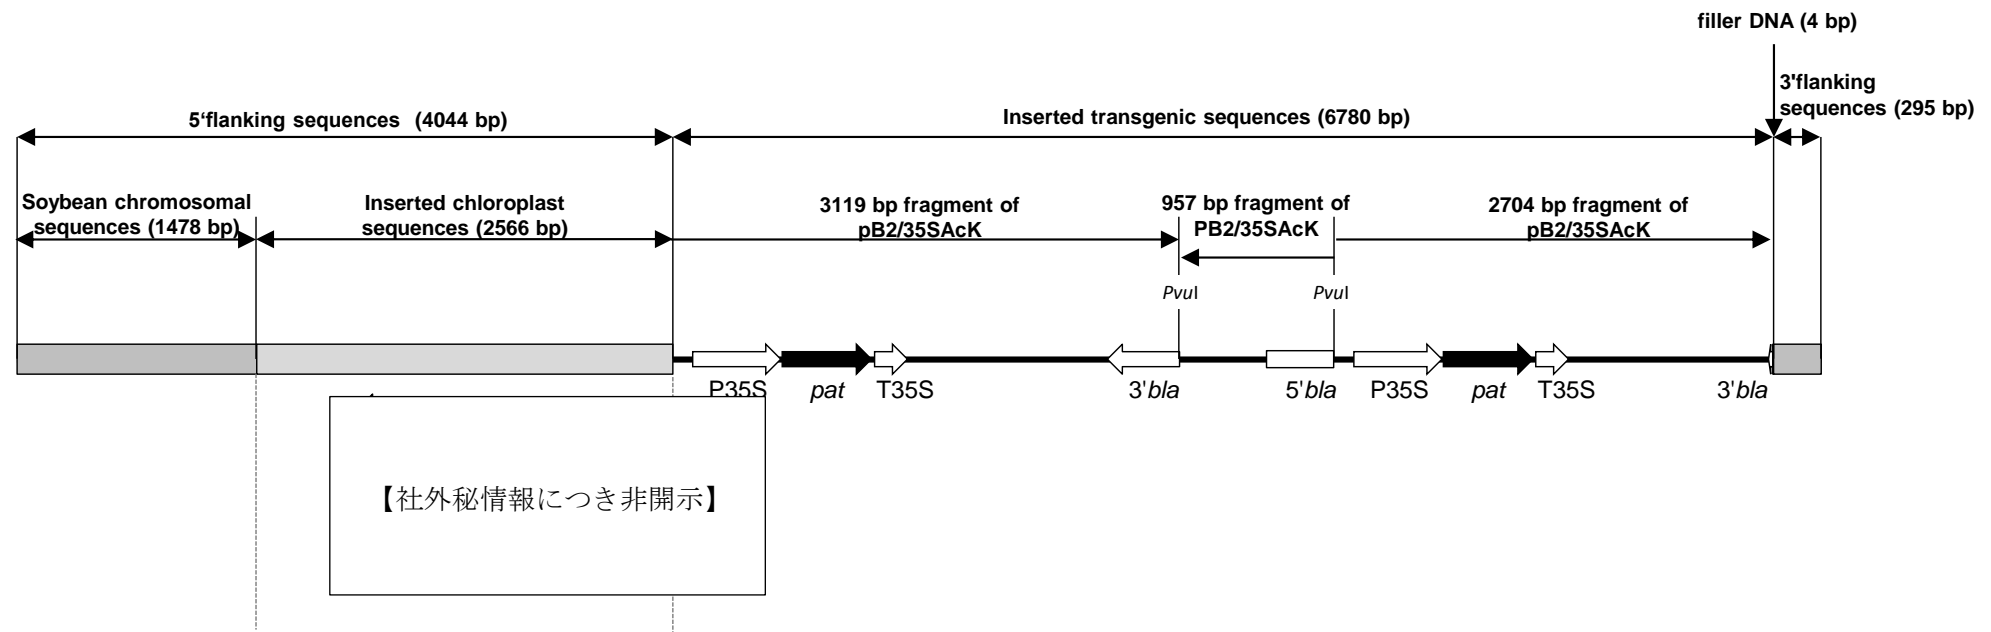 filler DNA (4 bp)
3'flanking
sequences (295 bp)
5‘flanking sequences (4044 bp)
Inserted transgenic sequences (6780 bp)
Soybean chromosomal
sequences (1478 bp)
Inserted chloroplast
sequences (2566 bp)
3119 bp fragment of
pB2/35SAcK
957 bp fragment of
PB2/35SAcK
2704 bp fragment of
pB2/35SAcK
PvuI
PvuI
P35S
pat
T35S
3'bla
5'bla
P35S
pat
T35S
3'bla
【社外秘情報につき非開示】